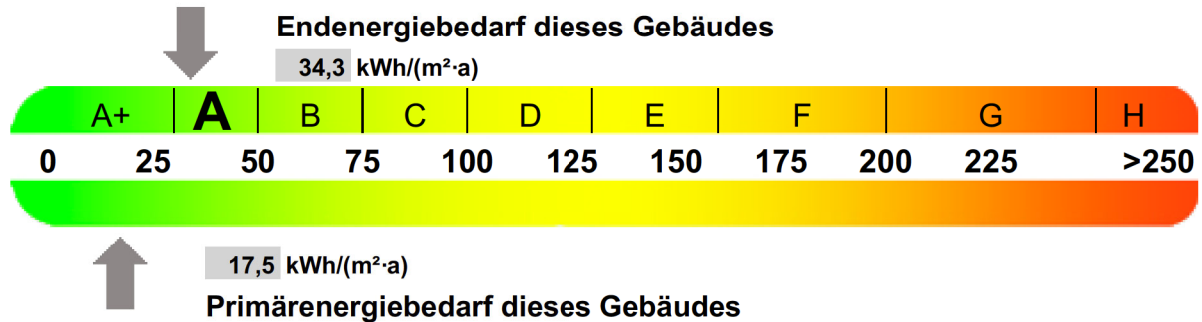 Endenergiebedarf dieses Gebäudes
34,3 kWh/(m²·a)
A+ A B C D E F G H
0 25 50 75 100 125 150 175 200 225 >250
17,5 kWh/(m²·a)
Primärenergiebedarf dieses Gebäudes